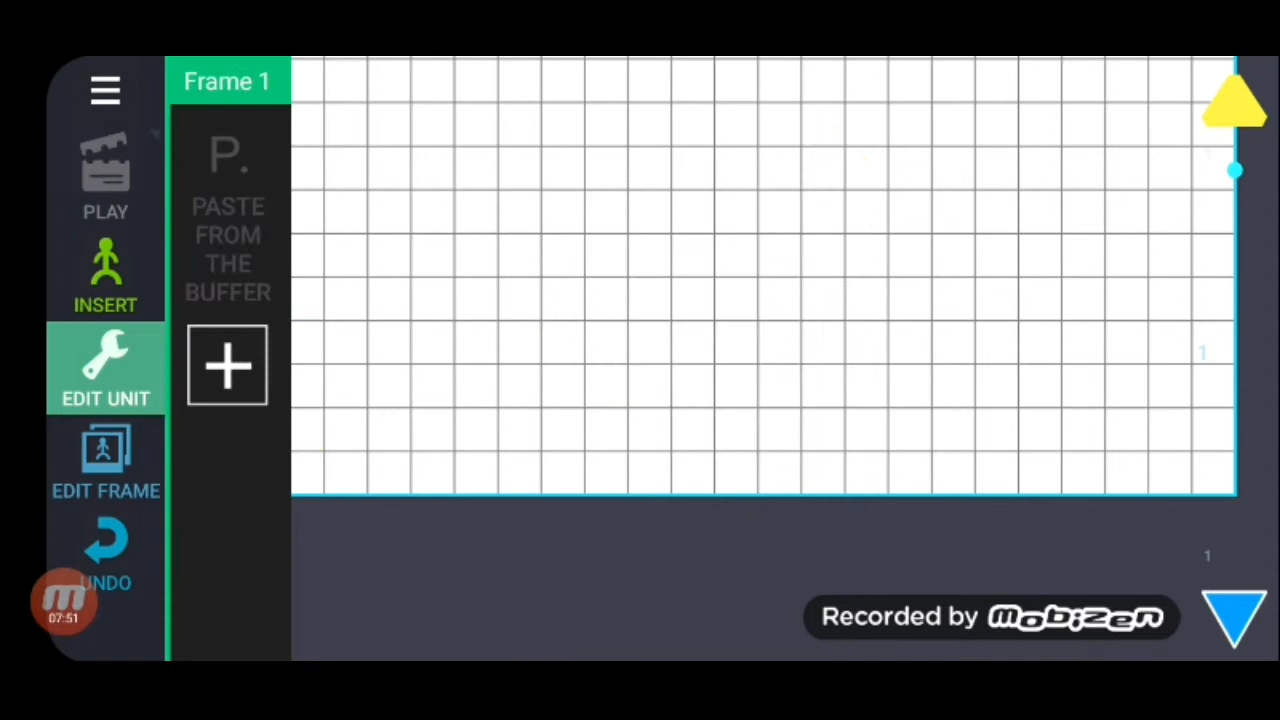 Frame 1
P.
PASTE
FROM
THE
BUFFER
PLAY
INSERT
EDIT UNIT
EDIT FRAME
UNDO
07:51
1
1
Recorded by mobizen